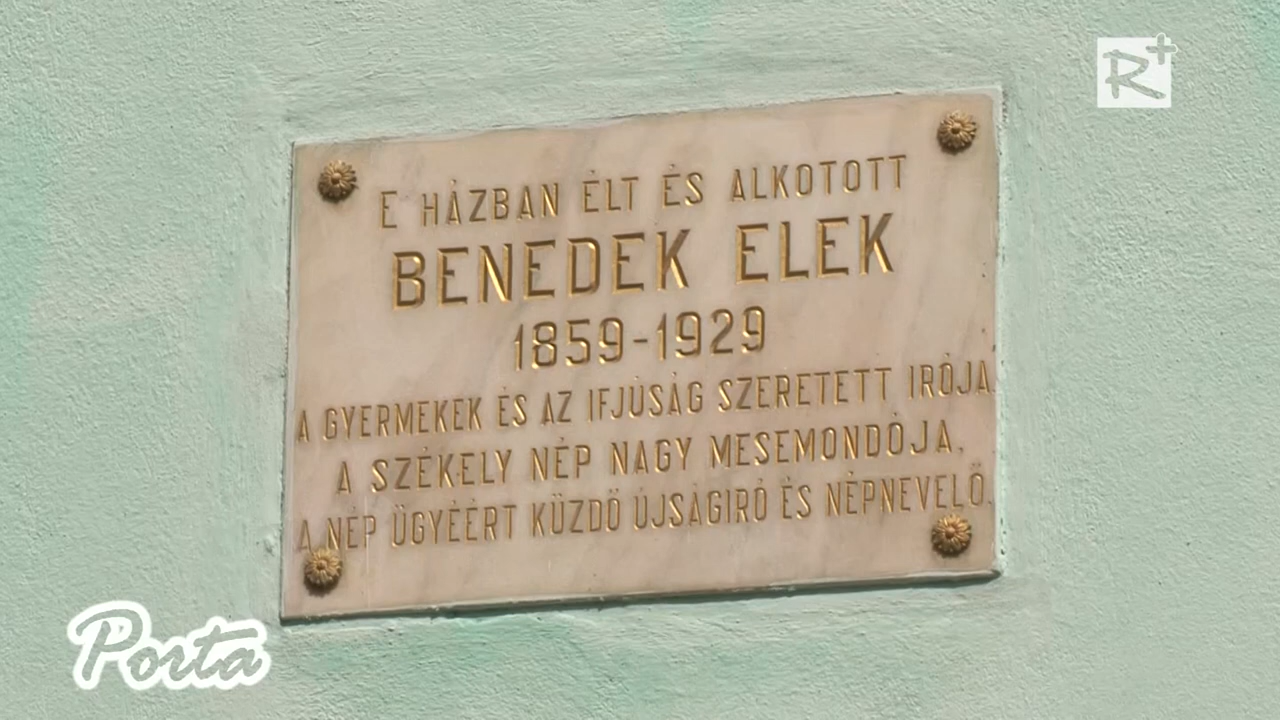 R+
E HÁZBAN ÉLT ÉS ALKOTOTT
BENEDEK ELEK
1859-1929
A GYERMEKEK ÉS AZ IFJÚSÁG SZERETETT IRÓJA,
A SZÉKELY NÉP NAGY MESEMONDÓJA,
A NÉP ÜGYÉÉRT KÜZDŐ ÚJSÁGIRÓ ÉS NÉPNEVELŐ.
Porta